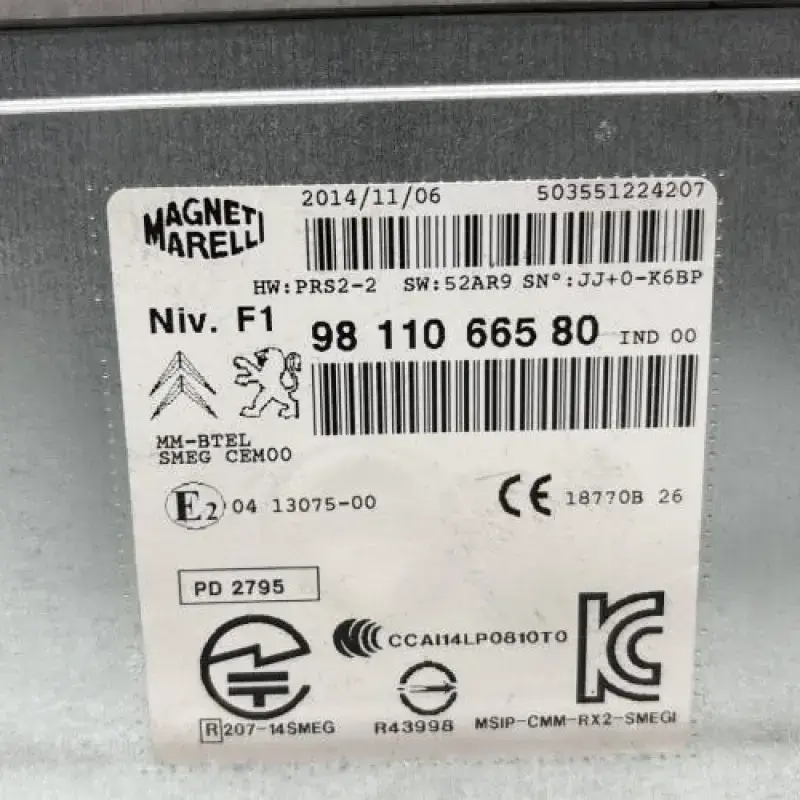 MAGNETI
MARELLI
2014/11/06 503551224207
HW:PRS2-2 SW:52AR9 SN°:JJ+0-K6BP
Niv. F1 98 110 665 80 IND 00
MM-BTEL
SMEG CEM00
E2 04 13075-00 CE 18770B 26
PD 2795
CCAI14LP0810T0
R 207-14SMEG R43998 MSIP-CMM-RX2-SMEGI